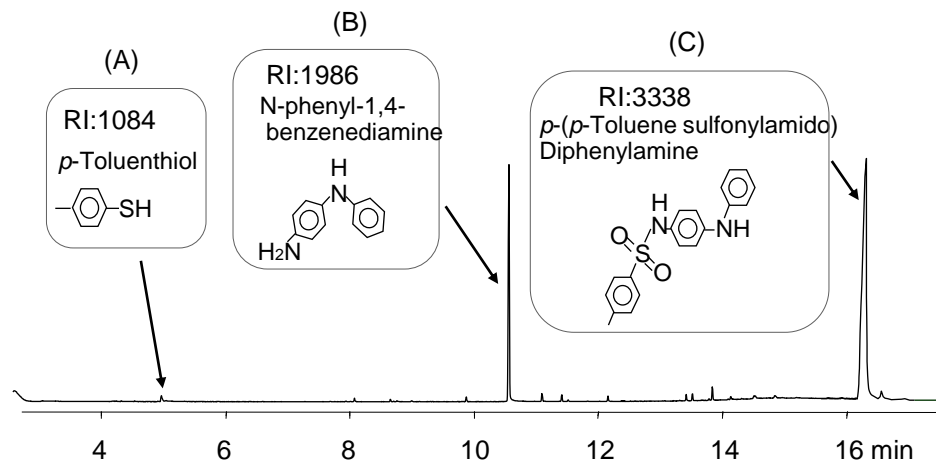 (A)
RI:1084
p-Toluenthiol
SH
(B)
RI:1986
N-phenyl-1,4-
benzenediamine
H
N
H2N
(C)
RI:3338
p-(p-Toluene sulfonylamido)
Diphenylamine
H
N
NH
O
S
O
4 6 8 10 12 14 16 min